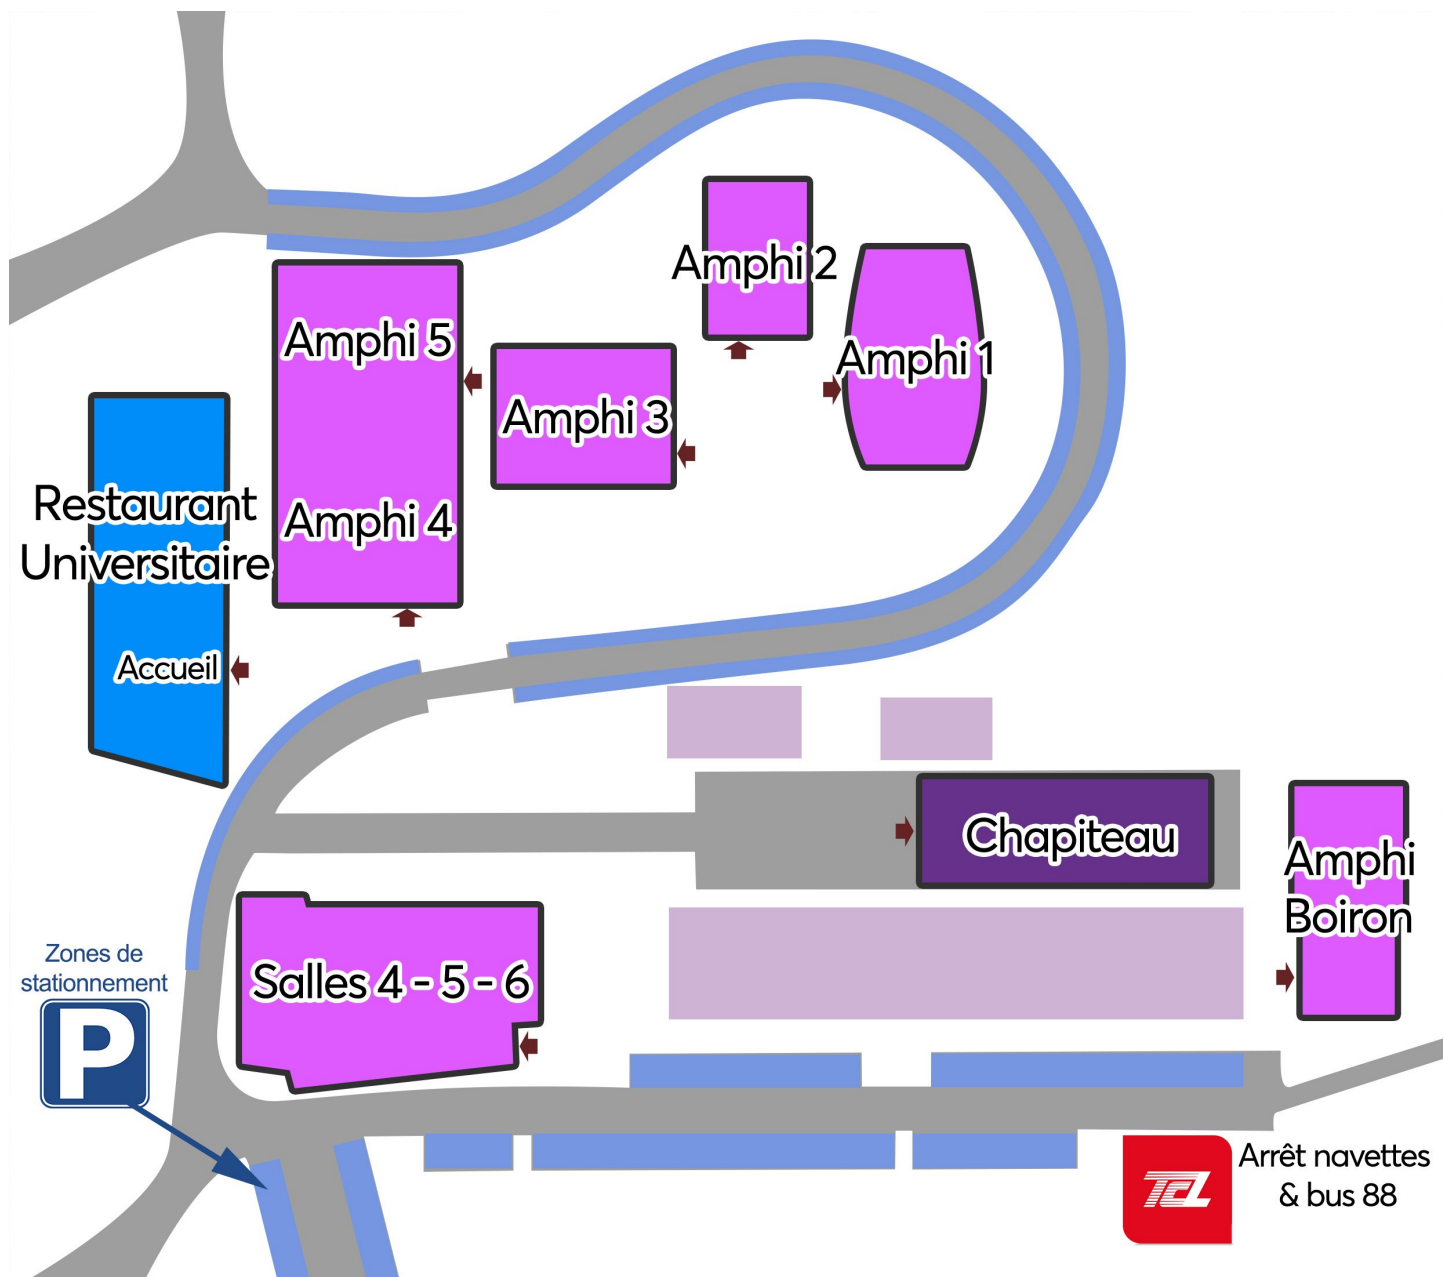 Amphi 2
Amphi 1
Amphi 5
Amphi 3
Amphi 4
Restaurant
Universitaire
Accueil
Chapiteau
Amphi
Boiron
Salles 4 - 5 - 6
Zones de
stationnement
P
TCL
Arrêt navettes
& bus 88